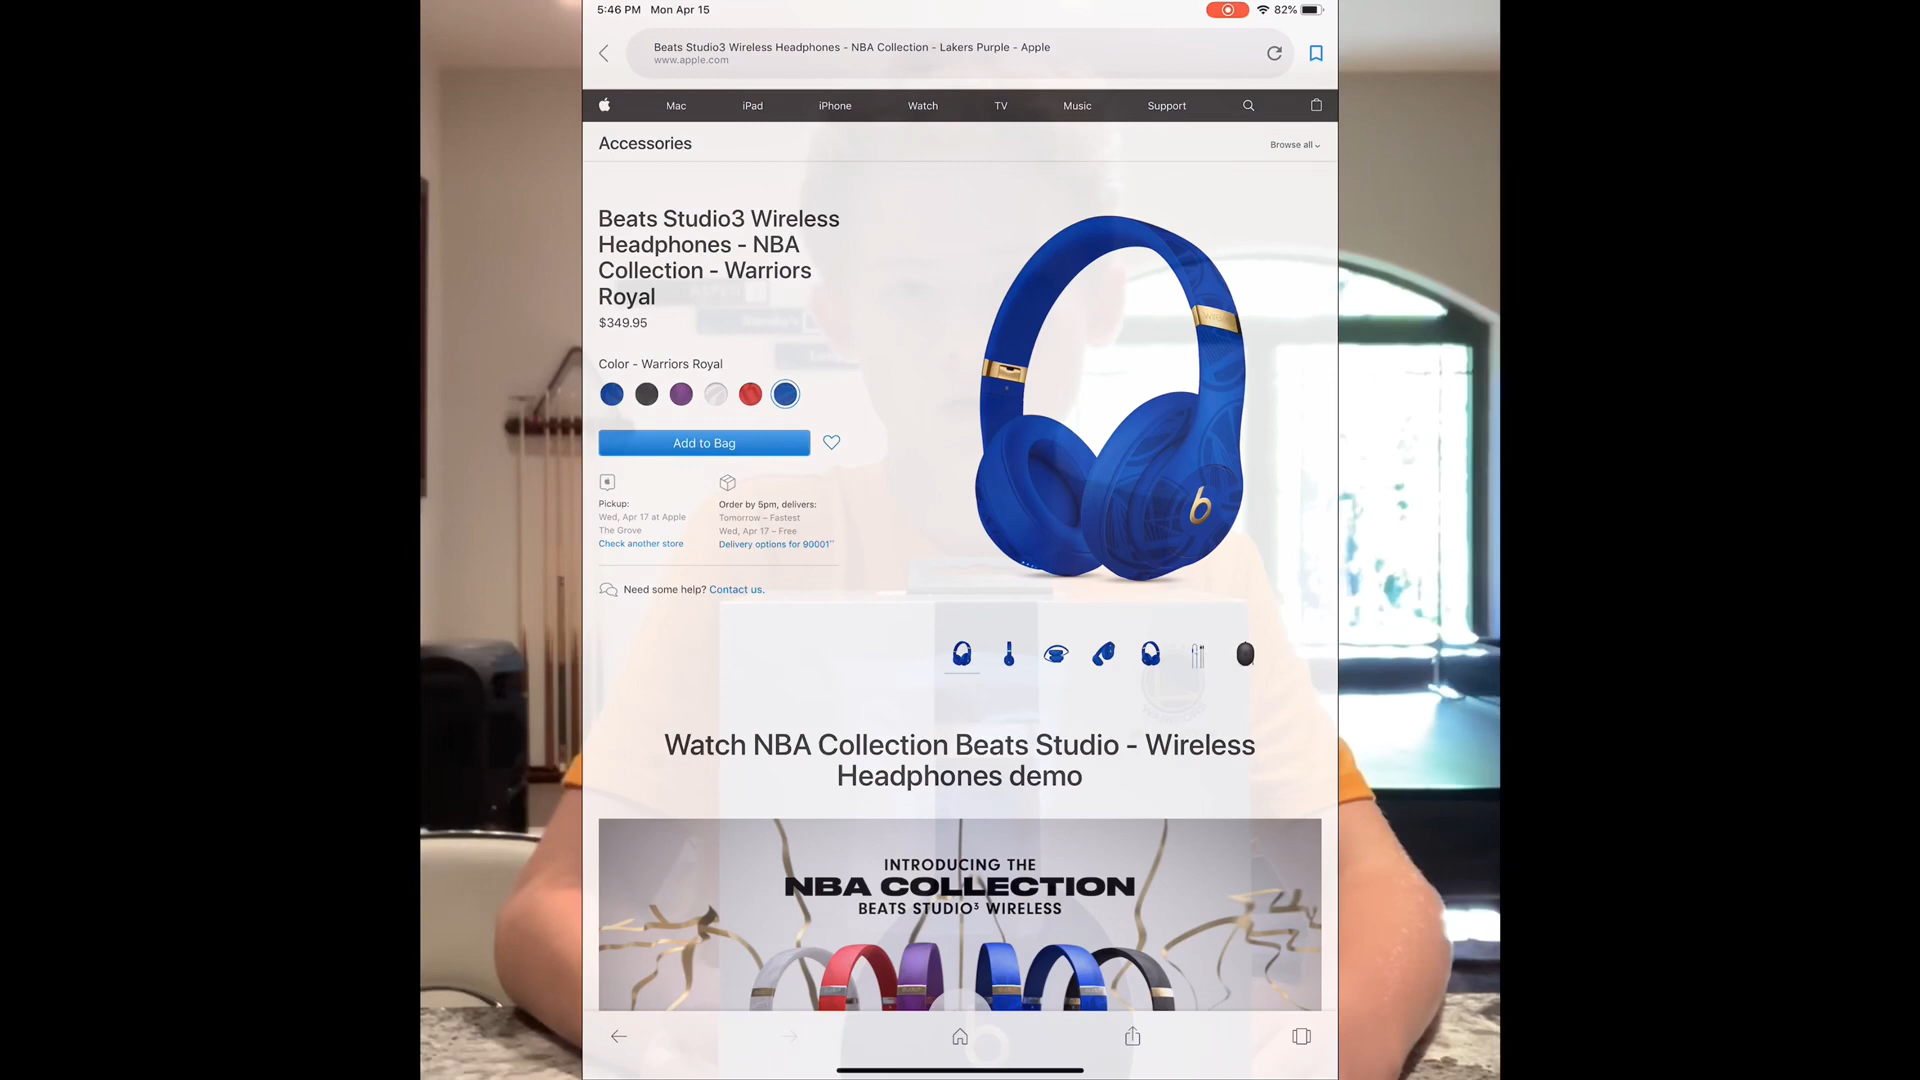 5:46 PM Mon Apr 15
82%
Beats Studio3 Wireless Headphones - NBA Collection - Lakers Purple - Apple
www.apple.com
Mac iPad iPhone Watch TV Music Support
Accessories
Browse all
Beats Studio3 Wireless
Headphones - NBA
Collection - Warriors
Royal
$349.95
Color - Warriors Royal
Add to Bag
Pickup:
Wed, Apr 17 at Apple
The Grove
Check another store
Order by 5pm, delivers:
Tomorrow – Fastest
Wed, Apr 17 – Free
Delivery options for 90001**
Need some help? Contact us.
b
WARRIORS
Watch NBA Collection Beats Studio - Wireless
Headphones demo
INTRODUCING THE
NBA COLLECTION
BEATS STUDIO³ WIRELESS